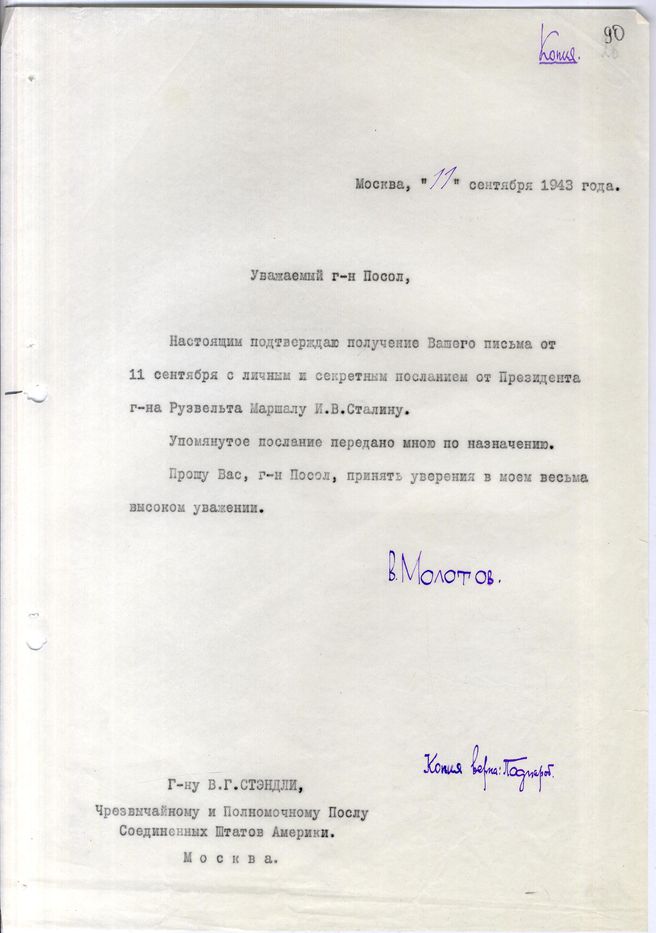 Копия.
90
Москва, "11" сентября 1943 года.
Уважаемый г-н Посол,
Настоящим подтверждаю получение Вашего письма от
11 сентября с личным и секретным посланием от Президента
г-на Рузвельта Маршалу И.В.Сталину.
Упомянутое послание передано мною по назначению.
Прошу Вас, г-н Посол, принять уверения в моем весьма
высоком уважении.
В.Молотов.
Копия верна:
Г-ну В.Г.СТЭНДЛИ,
Чрезвычайному и Полномочному Послу
Соединенных Штатов Америки.
Москва.